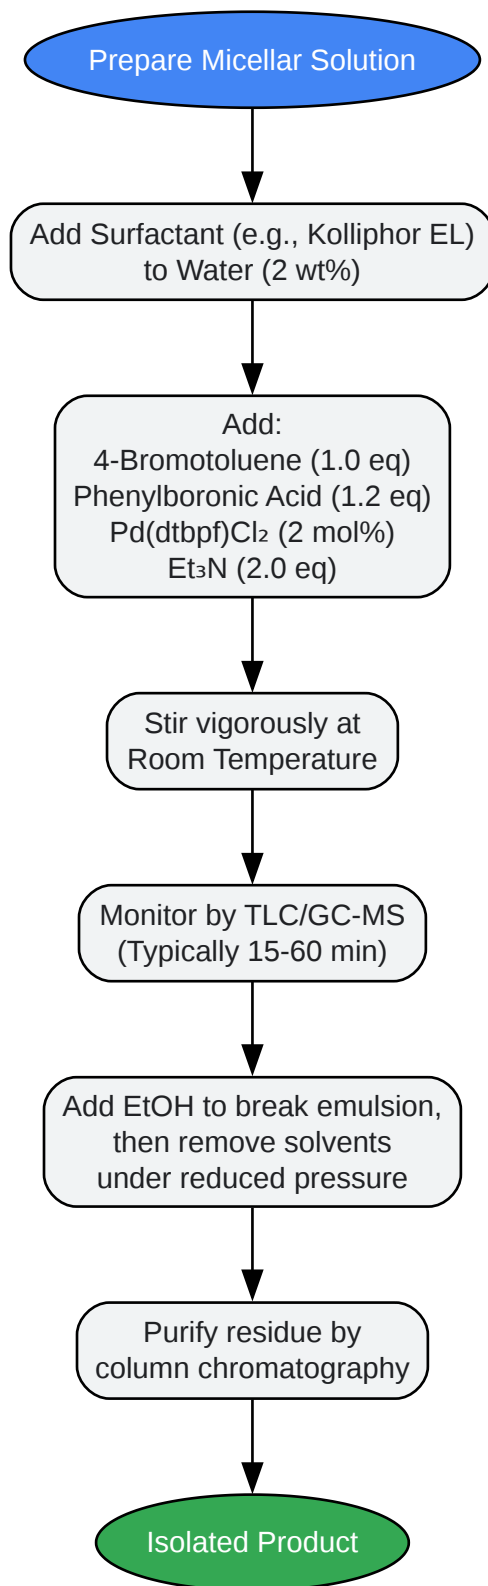 Prepare Micellar Solution
Add Surfactant (e.g., Kolliphor EL)
to Water (2 wt%)
Add:
4-Bromotoluene (1.0 eq)
Phenylboronic Acid (1.2 eq)
Pd(dtbpf)Cl₂ (2 mol%)
Et₃N (2.0 eq)
Stir vigorously at
Room Temperature
Monitor by TLC/GC-MS
(Typically 15-60 min)
Add EtOH to break emulsion,
then remove solvents
under reduced pressure
Purify residue by
column chromatography
Isolated Product